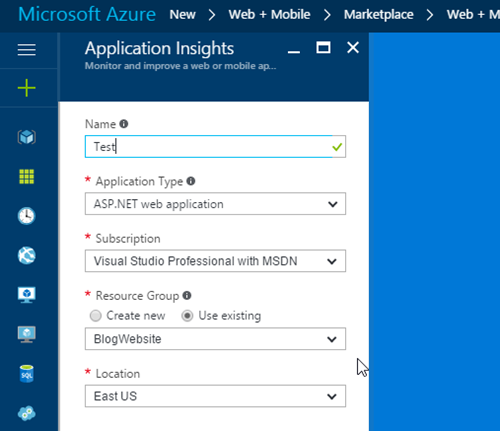 Microsoft Azure New > Web + Mobile > Marketplace > Web + M
Application Insights
Monitor and improve a web or mobile ap...
Name
Test
* Application Type
ASP.NET web application
* Subscription
Visual Studio Professional with MSDN
* Resource Group
Create new Use existing
BlogWebsite
* Location
East US
SQL